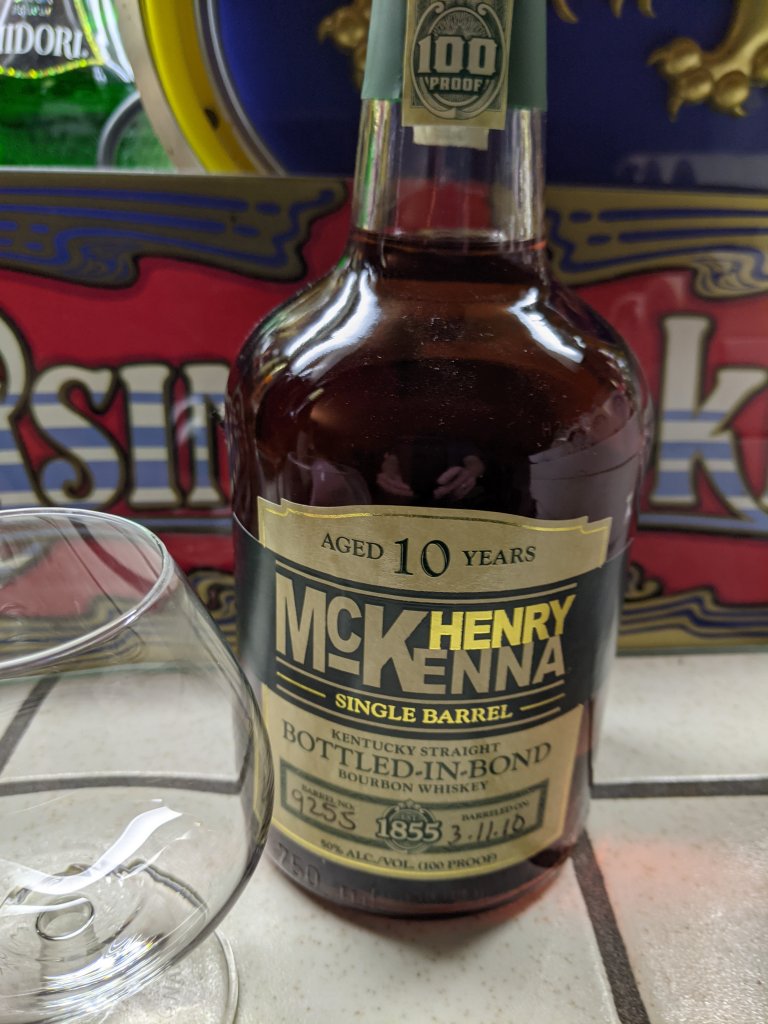 MIDORI
100
PROOF
AGED 10 YEARS
HENRY
McKENNA
SINGLE BARREL
KENTUCKY STRAIGHT
BOTTLED-IN-BOND
BOURBON WHISKEY
BARREL NO. BARRELED ON:
9255 1855 3.11.10
50% ALC./VOL. (100 PROOF)
750 ml